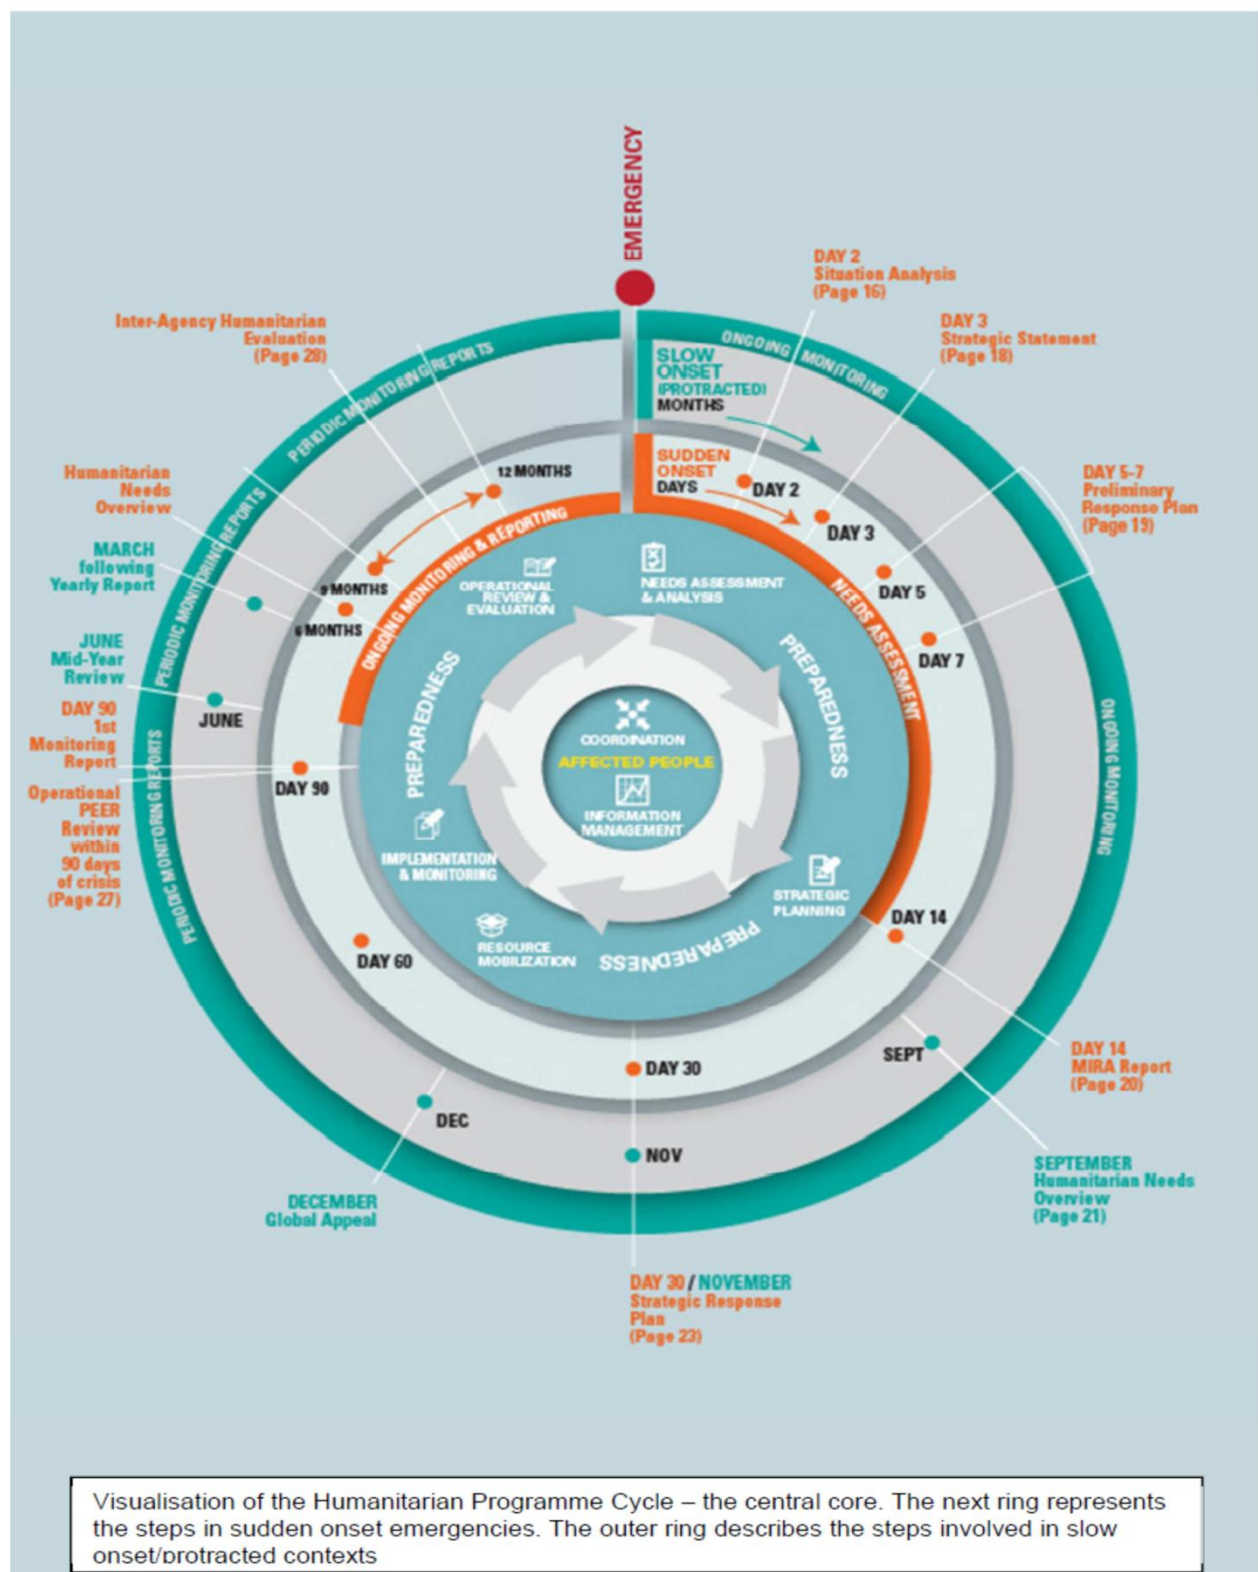 EMERGENCY
DAY 2
Situation Analysis
(Page 16)
DAY 3
Strategic Statement
(Page 18)
DAY 5-7
Preliminary
Response Plan
(Page 19)
DAY 14
MIRA Report
(Page 20)
SEPTEMBER
Humanitarian Needs
Overview
(Page 21)
DAY 30 / NOVEMBER
Strategic Response
Plan
(Page 23)
DECEMBER
Global Appeal
Operational
PEER
Review
within
90 days
of crisis
(Page 27)
DAY 90
1st
Monitoring
Report
JUNE
Mid-Year
Review
MARCH
following
Yearly Report
Humanitarian
Needs
Overview
Inter-Agency Humanitarian
Evaluation
(Page 28)
ONGOING MONITORING
ONGOING MONITORING
PERIODIC MONITORING REPORTS
PERIODIC MONITORING REPORTS
PERIODIC MONITORING REPORTS
SLOW
ONSET
(PROTRACTED)
MONTHS
SEPT
NOV
DEC
JUNE
SUDDEN
ONSET
DAYS
DAY 2
DAY 3
DAY 5
DAY 7
DAY 14
DAY 30
DAY 60
DAY 90
6 MONTHS
9 MONTHS
12 MONTHS
NEEDS ASSESSMENT
ONGOING MONITORING & REPORTING
NEEDS ASSESSMENT
& ANALYSIS
PREPAREDNESS
STRATEGIC
PLANNING
PREPAREDNESS
RESOURCE
MOBILIZATION
IMPLEMENTATION
& MONITORING
PREPAREDNESS
OPERATIONAL
REVIEW &
EVALUATION
COORDINATION
AFFECTED PEOPLE
INFORMATION
MANAGEMENT
Visualisation of the Humanitarian Programme Cycle – the central core. The next ring represents
the steps in sudden onset emergencies. The outer ring describes the steps involved in slow
onset/protracted contexts